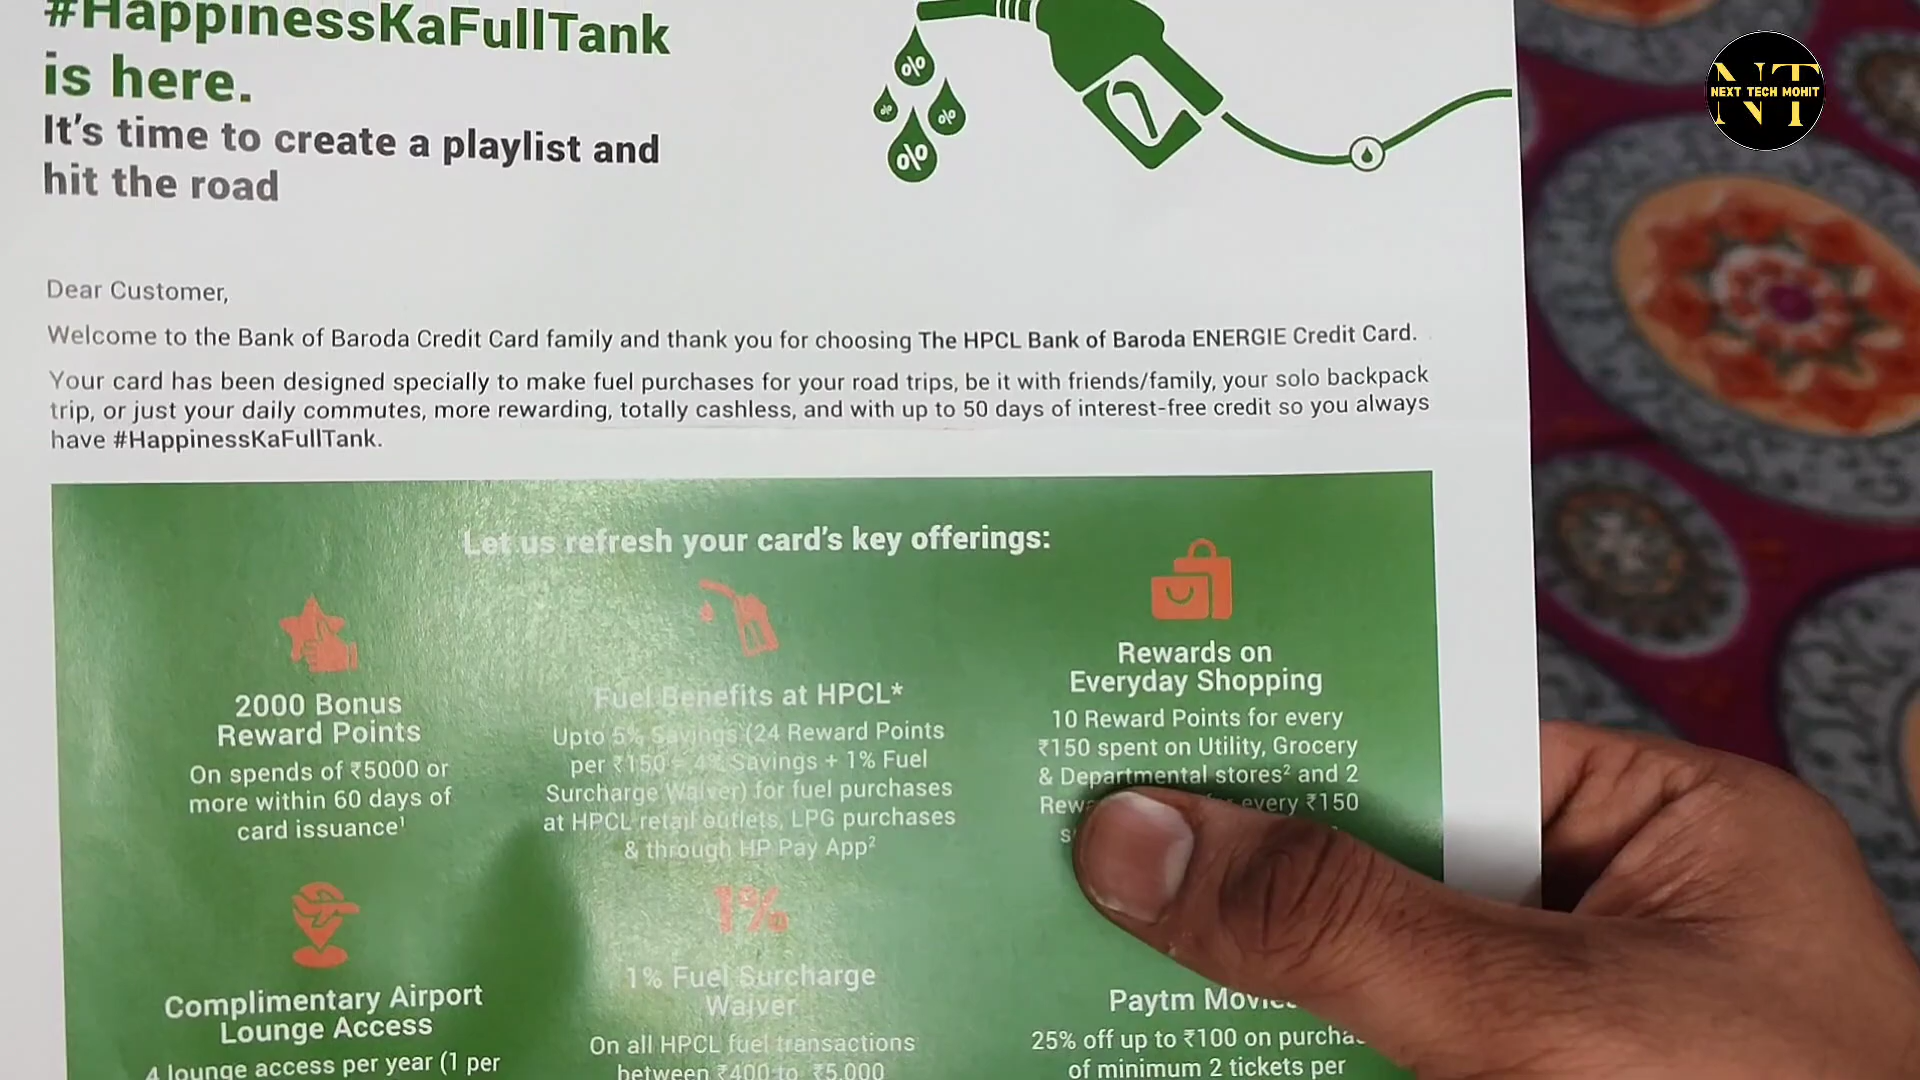 #HappinessKaFullTank
is here.
It's time to create a playlist and
hit the road
NT
NEXT TECH MOHIT
Dear Customer,
Welcome to the Bank of Baroda Credit Card family and thank you for choosing The HPCL Bank of Baroda ENERGIE Credit Card.
Your card has been designed specially to make fuel purchases for your road trips, be it with friends/family, your solo backpack
trip, or just your daily commutes, more rewarding, totally cashless, and with up to 50 days of interest-free credit so you always
have #HappinessKaFullTank.
Let us refresh your card's key offerings:
2000 Bonus
Reward Points
On spends of ₹5000 or
more within 60 days of
card issuance¹
Fuel Benefits at HPCL*
Upto 5% Savings (24 Reward Points
per ₹150 = 4% Savings + 1% Fuel
Surcharge Waiver) for fuel purchases
at HPCL retail outlets, LPG purchases
& through HP Pay App²
Rewards on
Everyday Shopping
10 Reward Points for every
₹150 spent on Utility, Grocery
& Departmental stores² and 2
every ₹150
Complimentary Airport
Lounge Access
4 lounge access per year (1 per
1%
1% Fuel Surcharge
Waiver
On all HPCL fuel transactions
between ₹400 to ₹5,000
Paytm
25% off up to ₹100 on
of minimum 2 tickets per